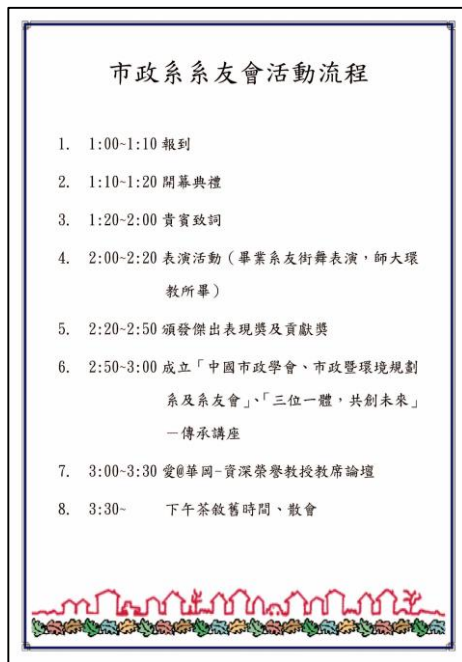 市政系系友會活動流程
1. 1:00~1:10 報到
2. 1:10~1:20 開幕典禮
3. 1:20~2:00 貴賓致詞
4. 2:00~2:20 表演活動（畢業系友街舞表演，師大環
教所畢）
5. 2:20~2:50 頒發傑出表現獎及貢獻獎
6. 2:50~3:00 成立「中國市政學會、市政暨環境規劃
系及系友會」、「三位一體，共創未來」
－傳承講座
7. 3:00~3:30 愛@華岡-資深榮譽教授教席論壇
8. 3:30~ 下午茶敘舊時間、散會